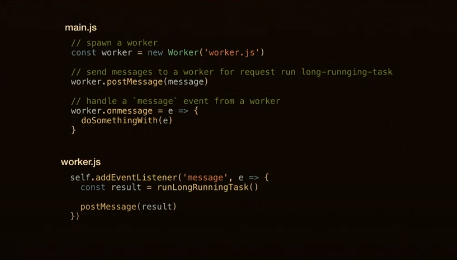 main.js
// spawn a worker
const worker = new Worker('worker.js')
// send messages to a worker for request run long-runnging-task
worker.postMessage(message)
// handle a `message` event from a worker
worker.onmessage = e => {
doSomethingWith(e)
}
worker.js
self.addEventListener('message', e => {
const result = runLongRunningTask()
postMessage(result)
})